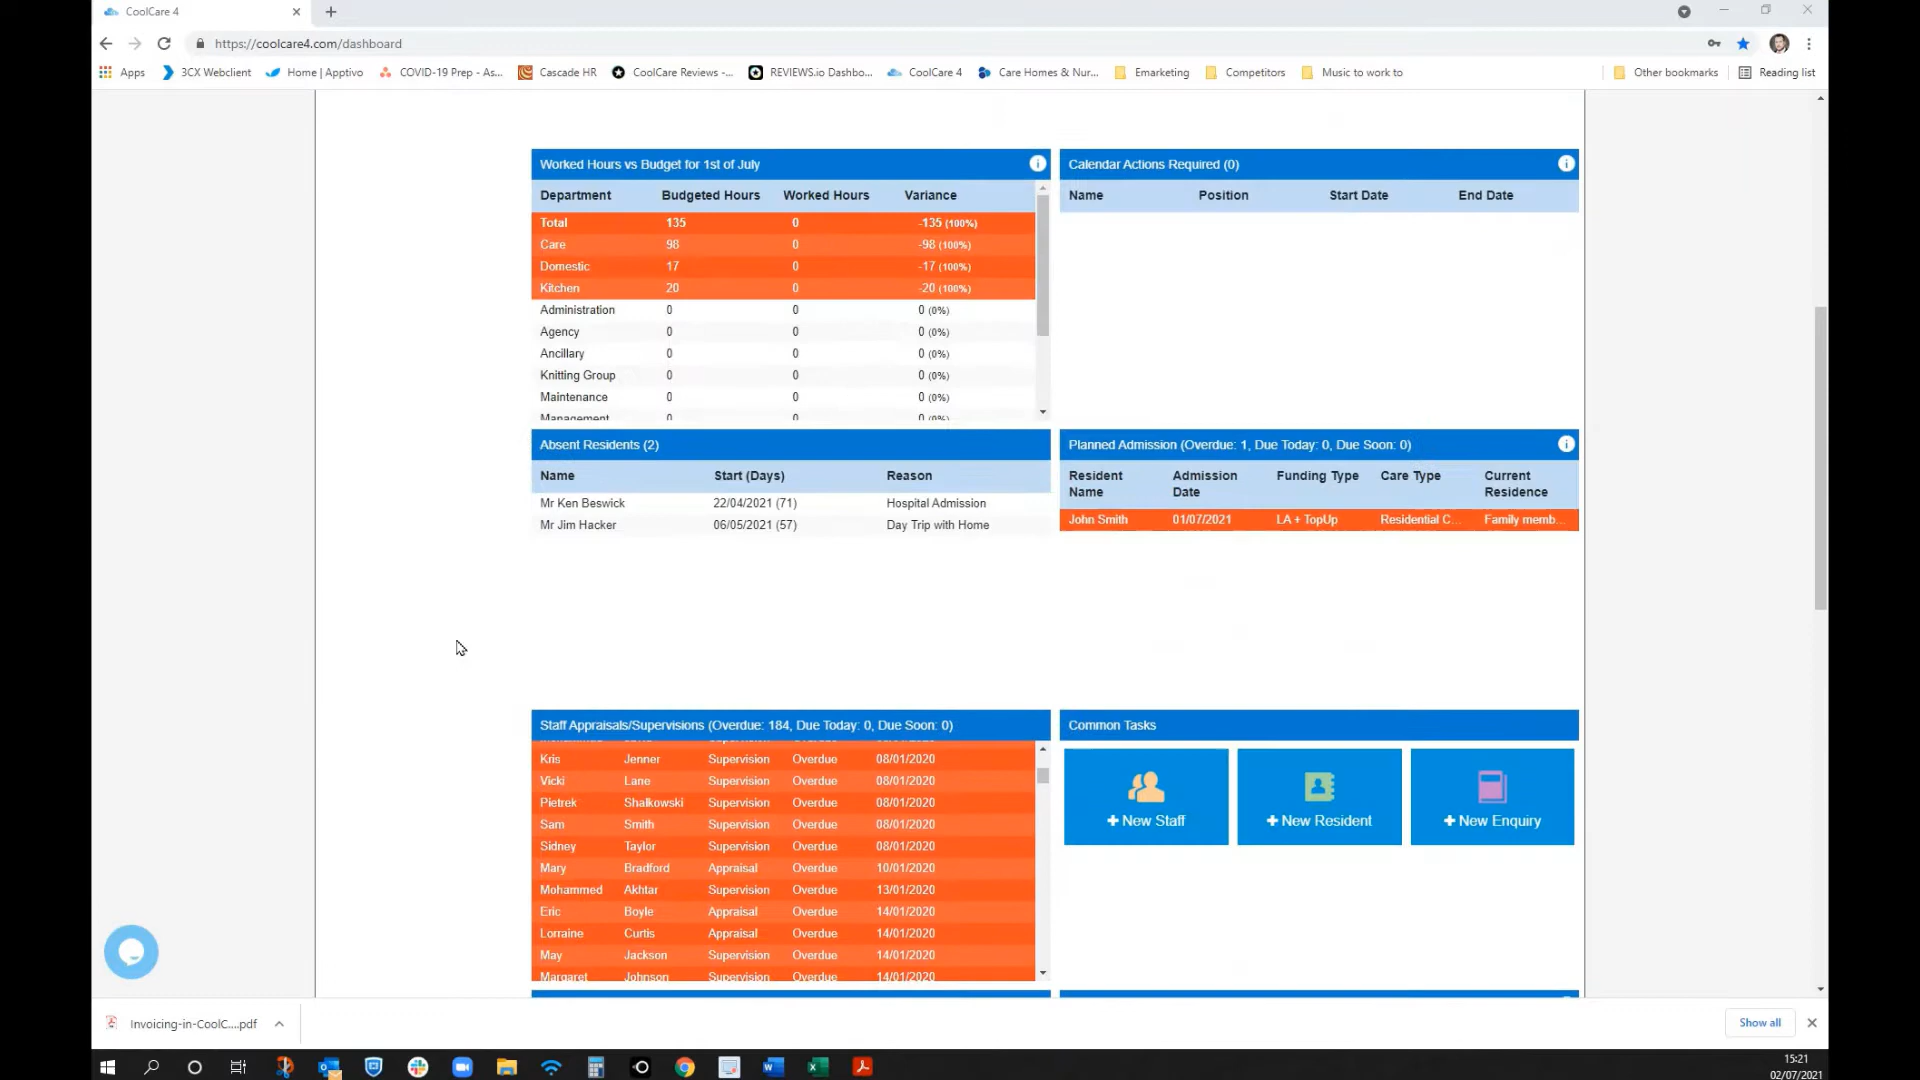 CoolCare 4
https://coolcare4.com/dashboard
Apps 3CX Webclient Home | Apptivo COVID-19 Prep - As... Cascade HR CoolCare Reviews -... REVIEWS.io Dashbo... CoolCare 4 Care Homes & Nur... Emarketing Competitors Music to work to Other bookmarks Reading list
Worked Hours vs Budget for 1st of July
Department Budgeted Hours Worked Hours Variance
Total 135 0 -135 (100%)
Care 98 0 -98 (100%)
Domestic 17 0 -17 (100%)
Kitchen 20 0 -20 (100%)
Administration 0 0 0 (0%)
Agency 0 0 0 (0%)
Ancillary 0 0 0 (0%)
Knitting Group 0 0 0 (0%)
Maintenance 0 0 0 (0%)
Management 0 0 0 (0%)
Calendar Actions Required (0)
Name Position Start Date End Date
Absent Residents (2)
Name Start (Days) Reason
Mr Ken Beswick 22/04/2021 (71) Hospital Admission
Mr Jim Hacker 06/05/2021 (57) Day Trip with Home
Planned Admission (Overdue: 1, Due Today: 0, Due Soon: 0)
Resident Admission Funding Type Care Type Current
Name Date Residence
John Smith 01/07/2021 LA + TopUp Residential C... Family memb...
Staff Appraisals/Supervisions (Overdue: 184, Due Today: 0, Due Soon: 0)
Kris Jenner Supervision Overdue 08/01/2020
Vicki Lane Supervision Overdue 08/01/2020
Pietrek Shalkowski Supervision Overdue 08/01/2020
Sam Smith Supervision Overdue 08/01/2020
Sidney Taylor Supervision Overdue 08/01/2020
Mary Bradford Appraisal Overdue 10/01/2020
Mohammed Akhtar Supervision Overdue 13/01/2020
Eric Boyle Appraisal Overdue 14/01/2020
Lorraine Curtis Appraisal Overdue 14/01/2020
May Jackson Supervision Overdue 14/01/2020
Margaret Johnson Supervision Overdue 14/01/2020
Common Tasks
New Staff
New Resident
New Enquiry
Invoicing-in-CoolC....pdf
Show all
15:21
02/07/2021